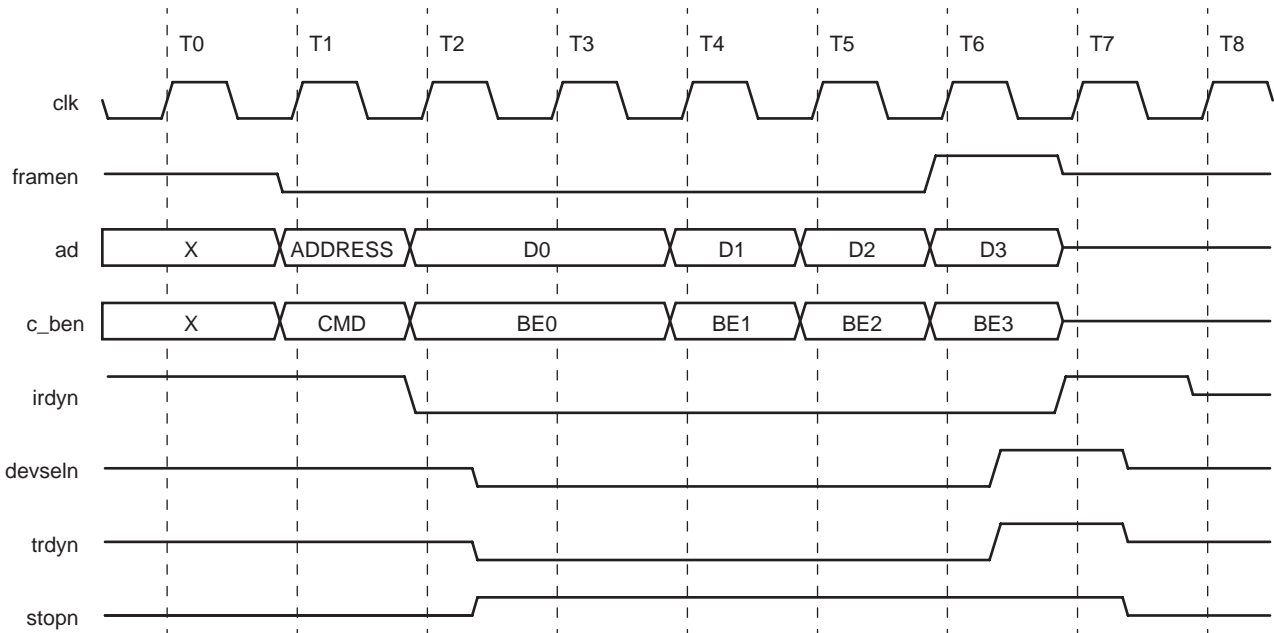 T0 T1 T2 T3 T4 T5 T6 T7 T8
clk
framen
ad X ADDRESS D0 D1 D2 D3
c_ben X CMD BE0 BE1 BE2 BE3
irdyn
devseln
trdyn
stopn